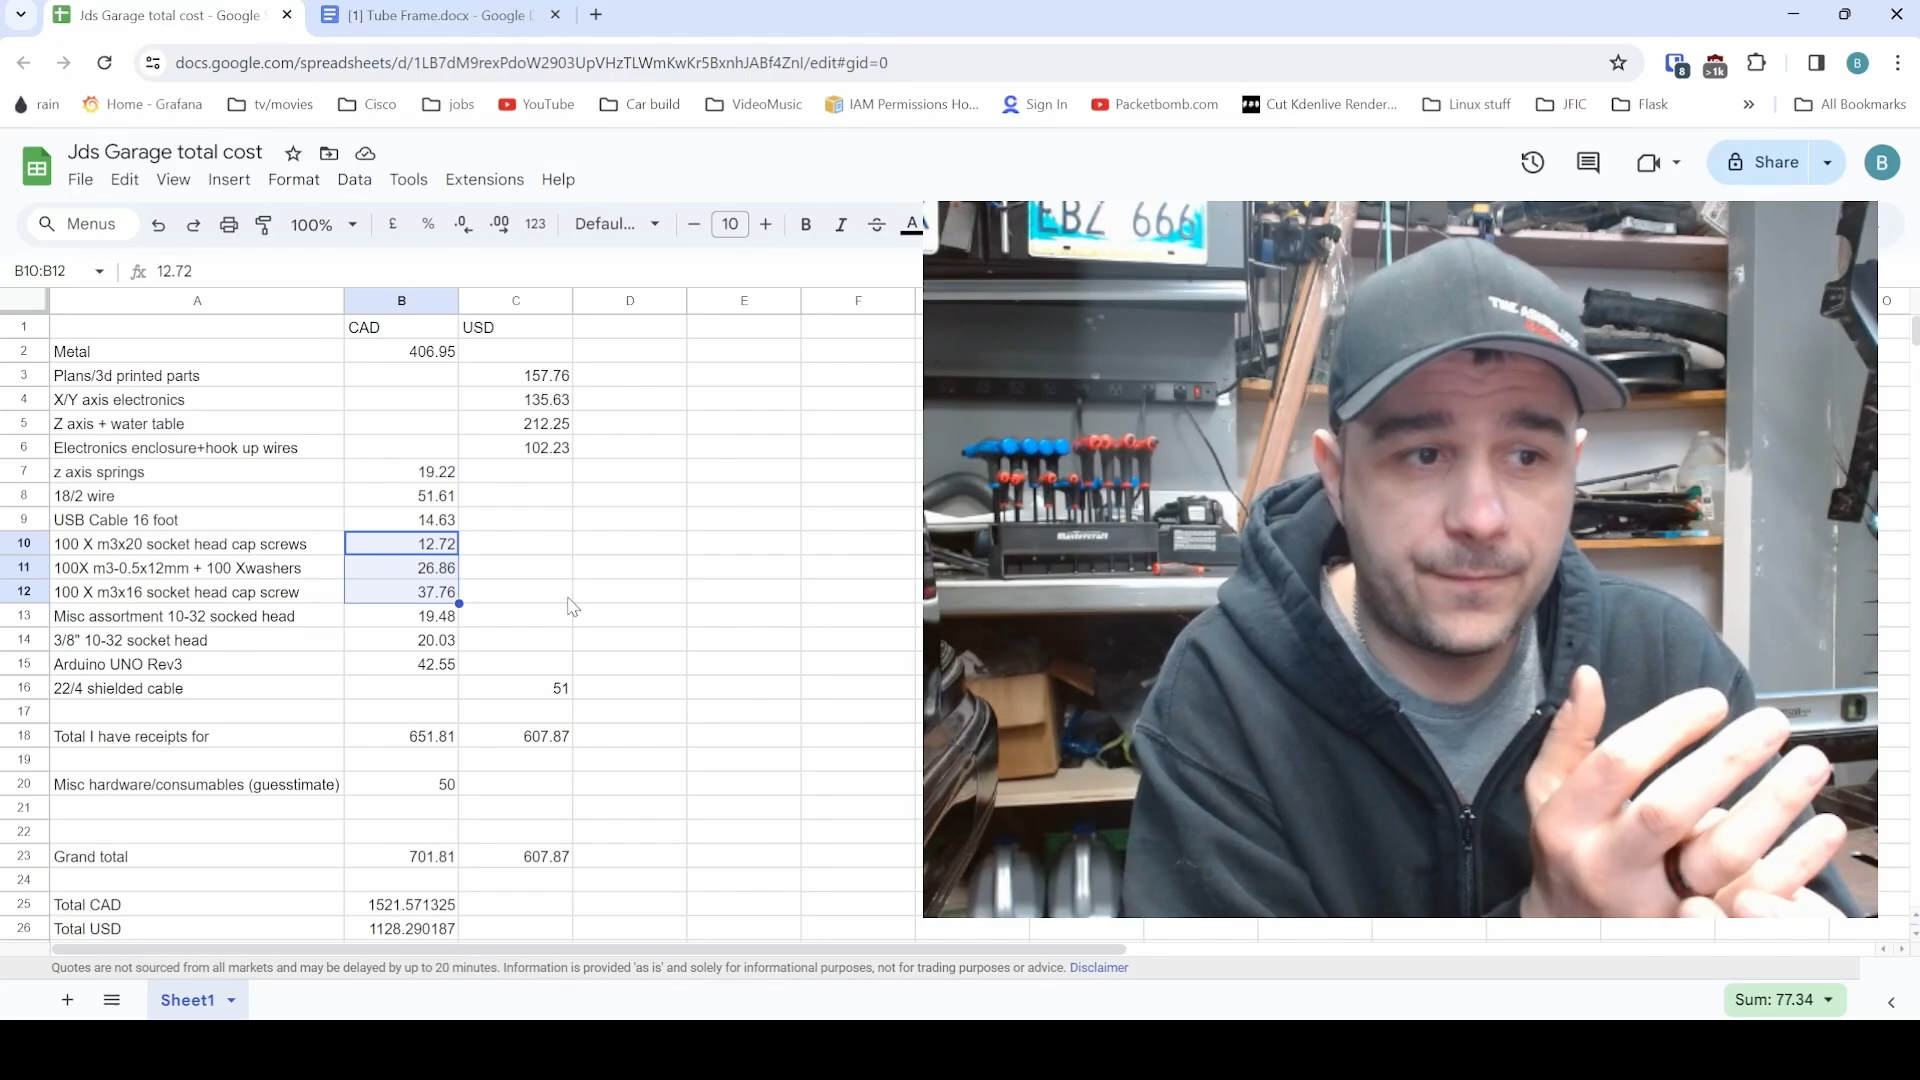 Jds Garage total cost - Google S
[1] Tube Frame.docx - Google D
docs.google.com/spreadsheets/d/1LB7dM9rexPdoW2903UpVHzTLWmKwKr5BxnhJABf4ZnI/edit#gid=0
8
>1k
B
rain
Home - Grafana
tv/movies
Cisco
jobs
YouTube
Car build
VideoMusic
IAM Permissions Ho...
Sign In
Packetbomb.com
Cut Kdenlive Render...
Linux stuff
JFIC
Flask
All Bookmarks
Jds Garage total cost
File Edit View Insert Format Data Tools Extensions Help
Share
B
Menus 100% £ % .0 .00 123 Defaul... 10 B I A
B10:B12 fx 12.72
A B C D E F O
1 CAD USD
2 Metal 406.95
3 Plans/3d printed parts 157.76
4 X/Y axis electronics 135.63
5 Z axis + water table 212.25
6 Electronics enclosure+hook up wires 102.23
7 z axis springs 19.22
8 18/2 wire 51.61
9 USB Cable 16 foot 14.63
10 100 X m3x20 socket head cap screws 12.72
11 100X m3-0.5x12mm + 100 Xwashers 26.86
12 100 X m3x16 socket head cap screw 37.76
13 Misc assortment 10-32 socked head 19.48
14 3/8" 10-32 socket head 20.03
15 Arduino UNO Rev3 42.55
16 22/4 shielded cable 51
17
18 Total I have receipts for 651.81 607.87
19
20 Misc hardware/consumables (guesstimate) 50
21
22
23 Grand total 701.81 607.87
24
25 Total CAD 1521.571325
26 Total USD 1128.290187
EBZ 666
Mastercraft
Quotes are not sourced from all markets and may be delayed by up to 20 minutes. Information is provided 'as is' and solely for informational purposes, not for trading purposes or advice. Disclaimer
Sheet1
Sum: 77.34